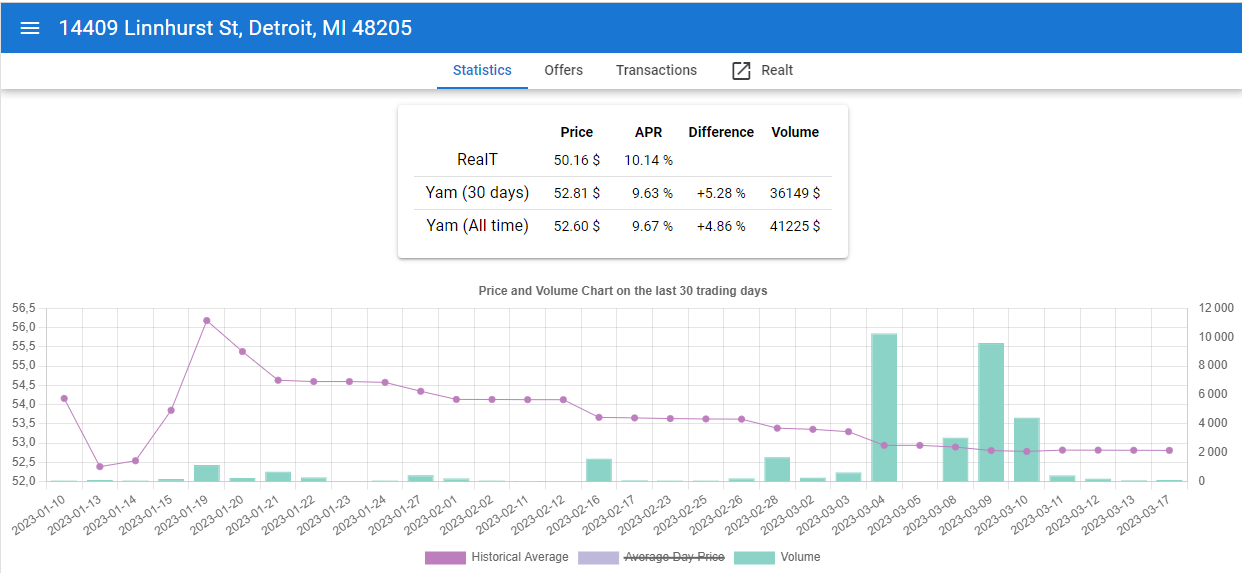 14409 Linnhurst St, Detroit, MI 48205
Statistics Offers Transactions Realt
Price APR Difference Volume
RealT 50.16 $ 10.14 %
Yam (30 days) 52.81 $ 9.63 % +5.28 % 36149 $
Yam (All time) 52.60 $ 9.67 % +4.86 % 41225 $
Price and Volume Chart on the last 30 trading days
56,5 12 000
56,0
55,5 10 000
55,0 8 000
54,5
54,0 6 000
53,5 4 000
53,0
52,5 2 000
52,0 0
2023-01-10 2023-01-13 2023-01-14 2023-01-15 2023-01-19 2023-01-20 2023-01-21 2023-01-22 2023-01-23 2023-01-24 2023-01-27 2023-02-01 2023-02-02 2023-02-11 2023-02-12 2023-02-16 2023-02-17 2023-02-23 2023-02-25 2023-02-26 2023-02-28 2023-03-02 2023-03-03 2023-03-04 2023-03-05 2023-03-08 2023-03-09 2023-03-10 2023-03-11 2023-03-12 2023-03-13 2023-03-17
Historical Average Average Day Price Volume